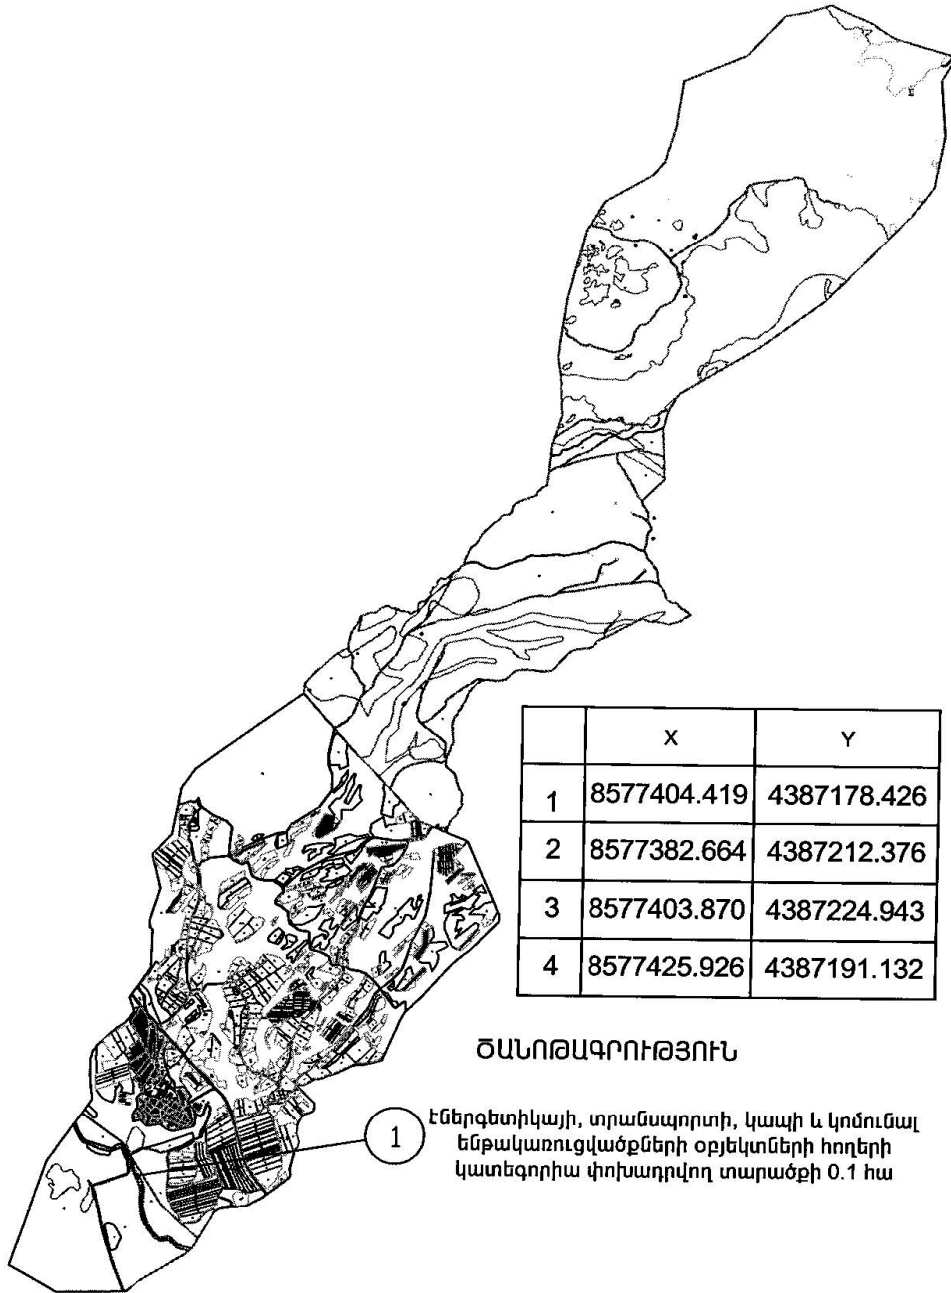 X Y
1 8577404.419 4387178.426
2 8577382.664 4387212.376
3 8577403.870 4387224.943
4 8577425.926 4387191.132
ԾԱՆՈԹԱԳՐՈՒԹՅՈՒՆ
1
էներգետիկայի, տրանսպորտի, կապի և կոմունալ
ենթակառուցվածքների օբյեկտների հողերի
կատեգորիա փոխադրվող տարածքի 0.1 հա